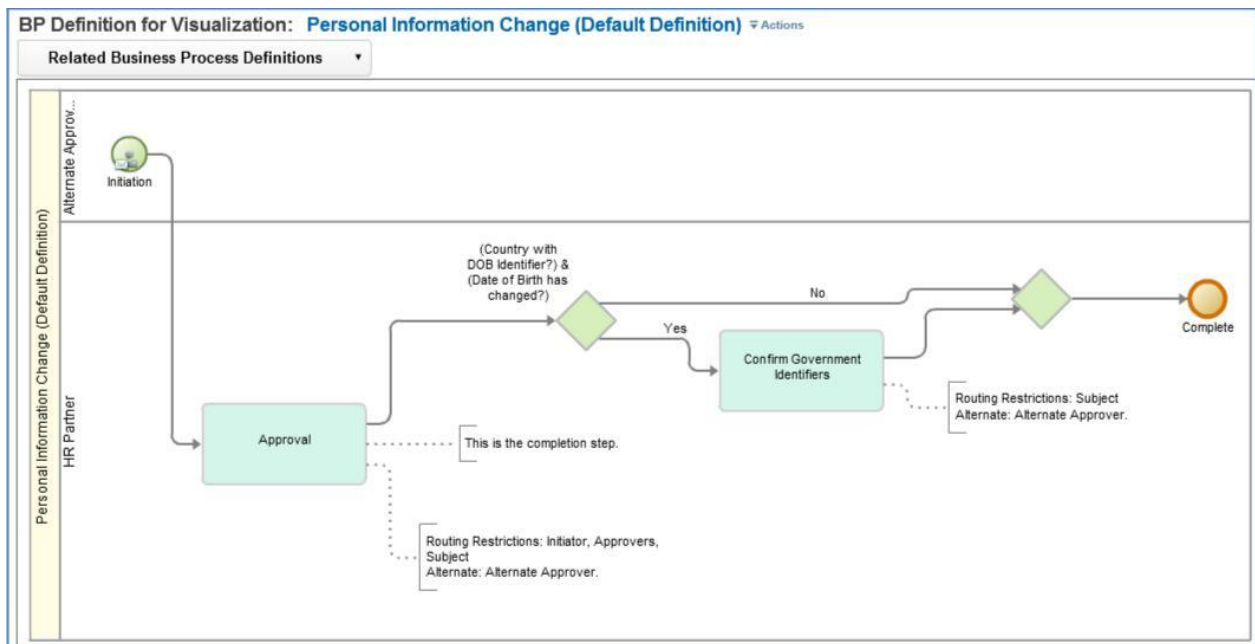 BP Definition for Visualization: Personal Information Change (Default Definition) Actions
Related Business Process Definitions
Personal Information Change (Default Definition)
Alternate Approv...
Initiation
HR Partner
(Country with
DOB Identifier?) &
(Date of Birth has
changed?)
No
Yes
Complete
Confirm Government
Identifiers
Routing Restrictions: Subject
Alternate: Alternate Approver.
Approval
This is the completion step.
Routing Restrictions: Initiator, Approvers,
Subject
Alternate: Alternate Approver.